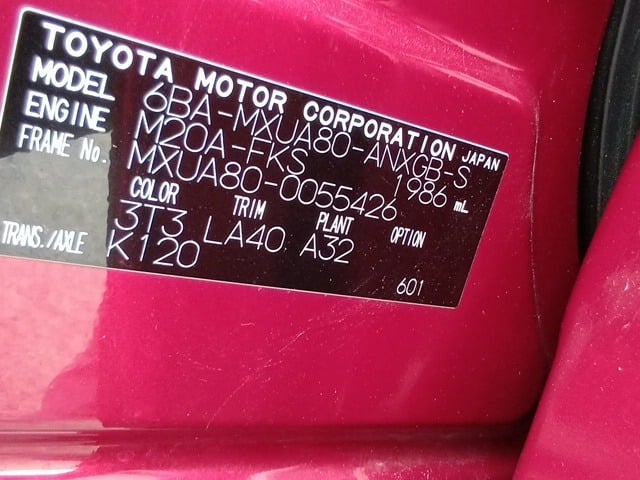 TOYOTA MOTOR CORPORATION JAPAN
MODEL 6BA-MXUA80-ANXGB-S
ENGINE M20A-FKS 1986 mL
FRAME No. MXUA80-0055426
COLOR TRIM PLANT OPTION
3T3 LA40 A32
TRANS./AXLE K120 601